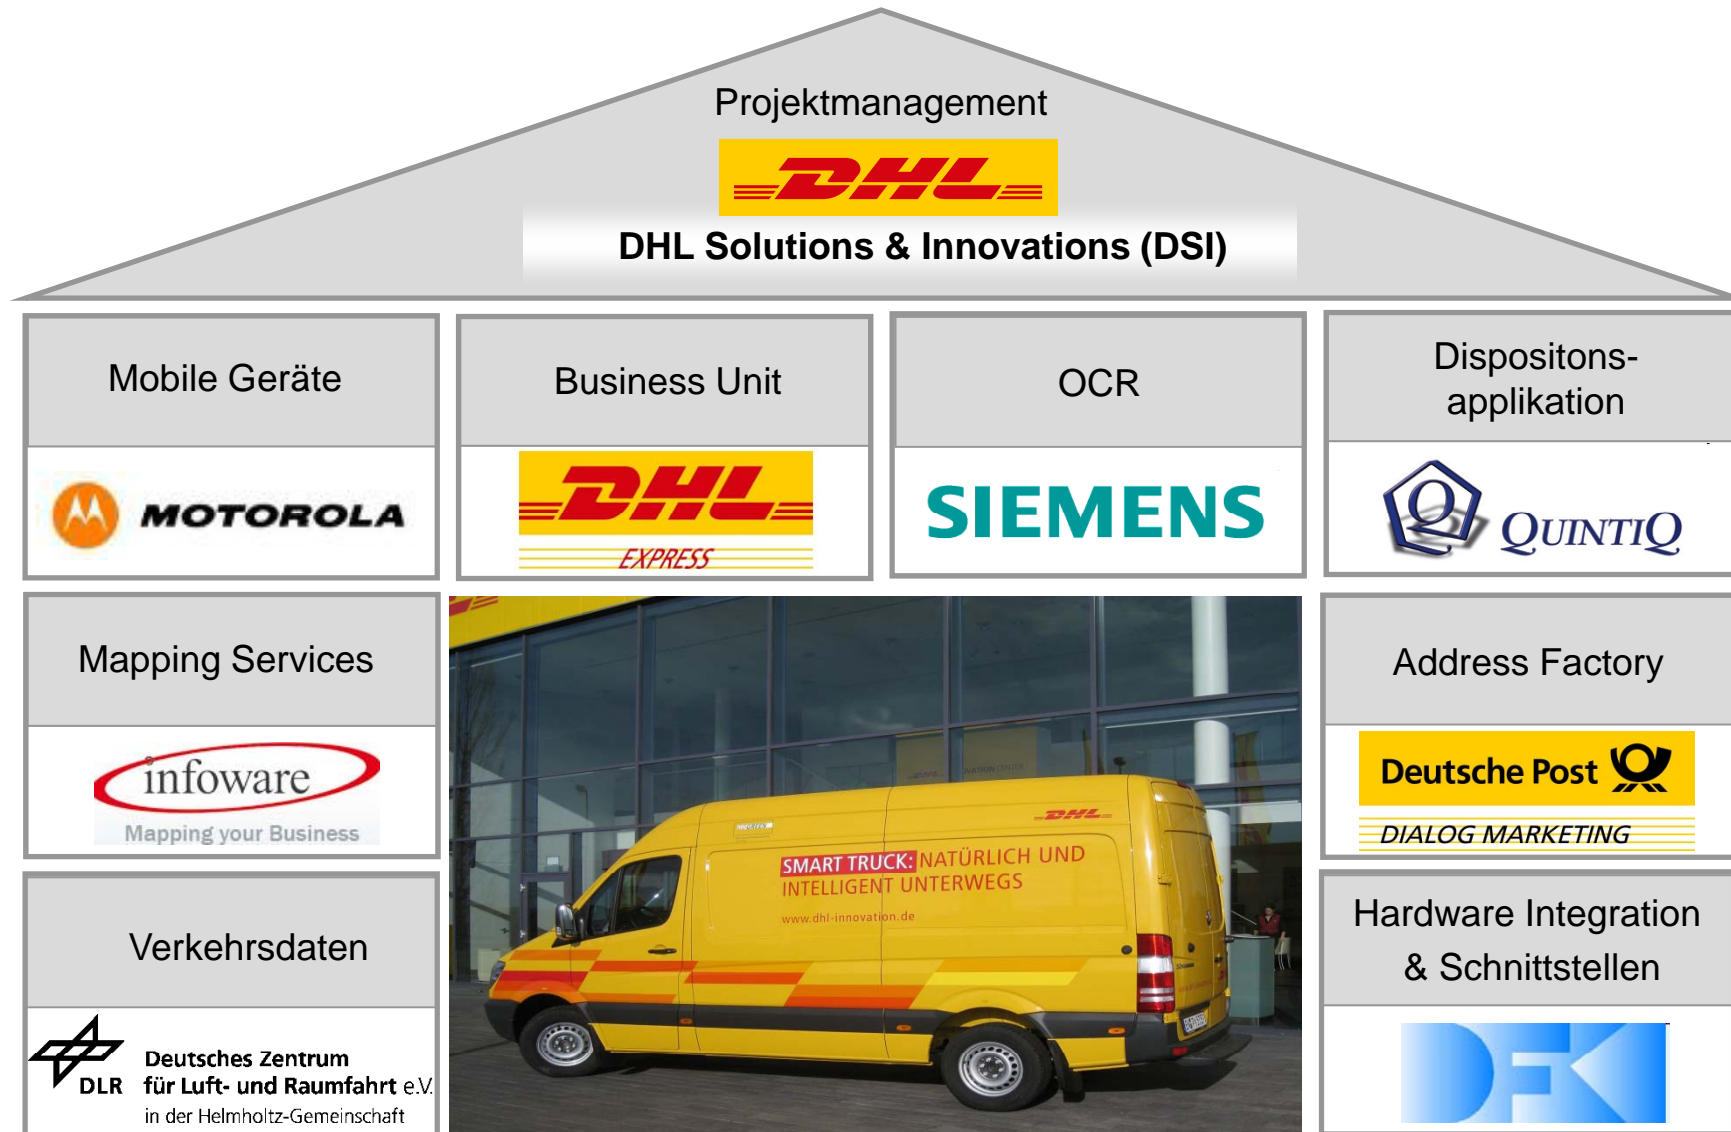 Projektmanagement
DHL
DHL Solutions & Innovations (DSI)
Mobile Geräte
Business Unit
OCR
Dispositons-
applikation
MOTOROLA
DHL
EXPRESS
SIEMENS
QUINTIQ
Mapping Services
Address Factory
infoware
Mapping your Business
Deutsche Post
DIALOG MARKETING
DHL
SMART TRUCK: NATÜRLICH UND
INTELLIGENT UNTERWEGS
www.dhl-innovation.de
Verkehrsdaten
Hardware Integration
& Schnittstellen
DLR
Deutsches Zentrum
für Luft- und Raumfahrt e.V.
in der Helmholtz-Gemeinschaft
DFK